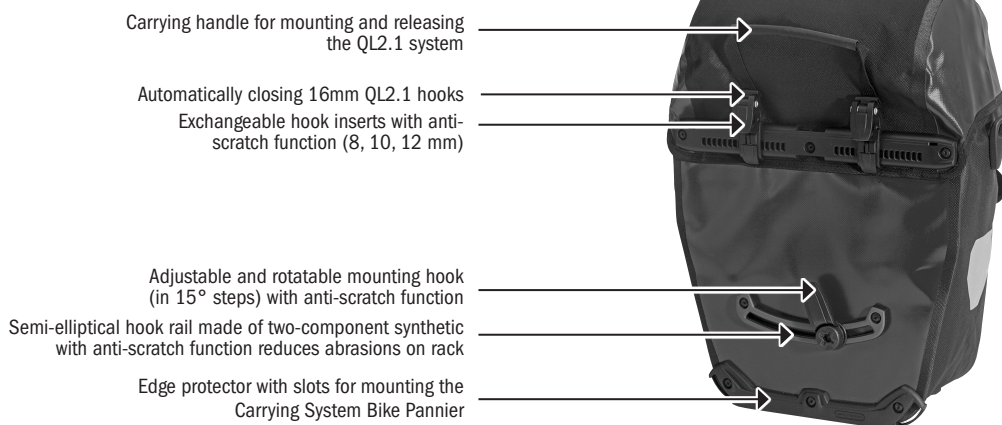 Carrying handle for mounting and releasing
the QL2.1 system
Automatically closing 16mm QL2.1 hooks
Exchangeable hook inserts with anti-
scratch function (8, 10, 12 mm)
Adjustable and rotatable mounting hook
(in 15° steps) with anti-scratch function
Semi-elliptical hook rail made of two-component synthetic
with anti-scratch function reduces abrasions on rack
Edge protector with slots for mounting the
Carrying System Bike Pannier